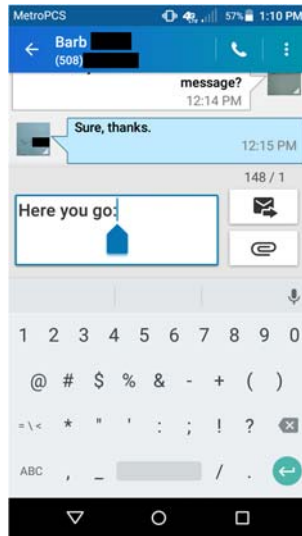 MetroPCS 57% 1:10 PM
Barb
(508)
message?
12:14 PM
Sure, thanks.
12:15 PM
148 / 1
Here you go:
1 2 3 4 5 6 7 8 9 0
@ # $ % & - + ( )
= \ < * " ' : ; ! ?
ABC , _ / .